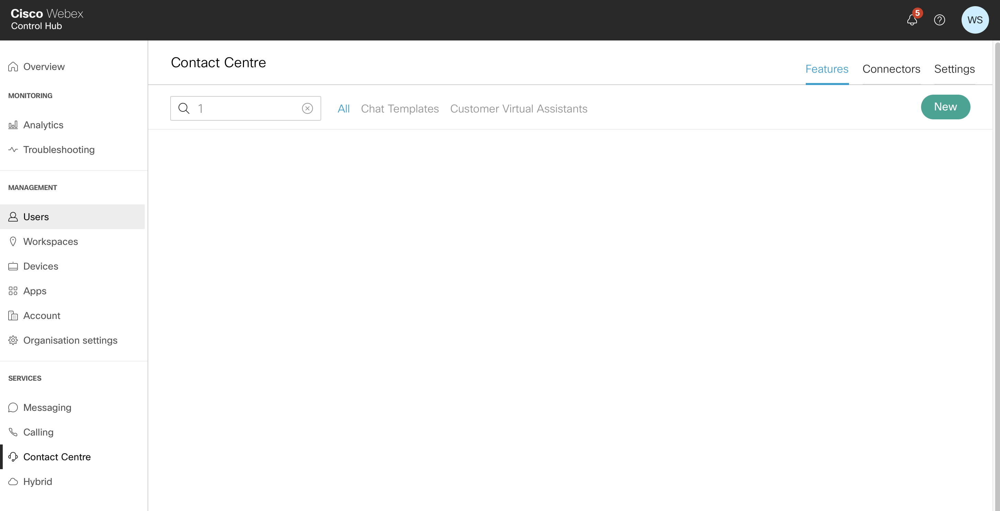 Cisco Webex
Control Hub
5
WS
Overview
MONITORING
Analytics
Troubleshooting
MANAGEMENT
Users
Workspaces
Devices
Apps
Account
Organisation settings
SERVICES
Messaging
Calling
Contact Centre
Hybrid
Contact Centre
Features Connectors Settings
1
All Chat Templates Customer Virtual Assistants
New